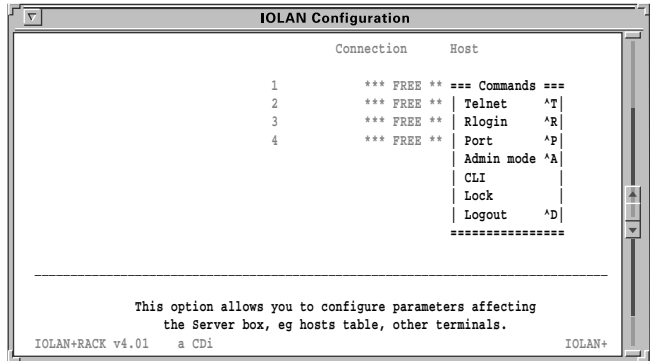 IOLAN Configuration
Connection Host
1 *** FREE ** === Commands ===
2 *** FREE ** | Telnet ^T|
3 *** FREE ** | Rlogin ^R|
4 *** FREE ** | Port ^P|
| Admin mode ^A|
| CLI |
| Lock |
| Logout ^D|
================
This option allows you to configure parameters affecting
the Server box, eg hosts table, other terminals.
IOLAN+RACK v4.01 a CDi IOLAN+